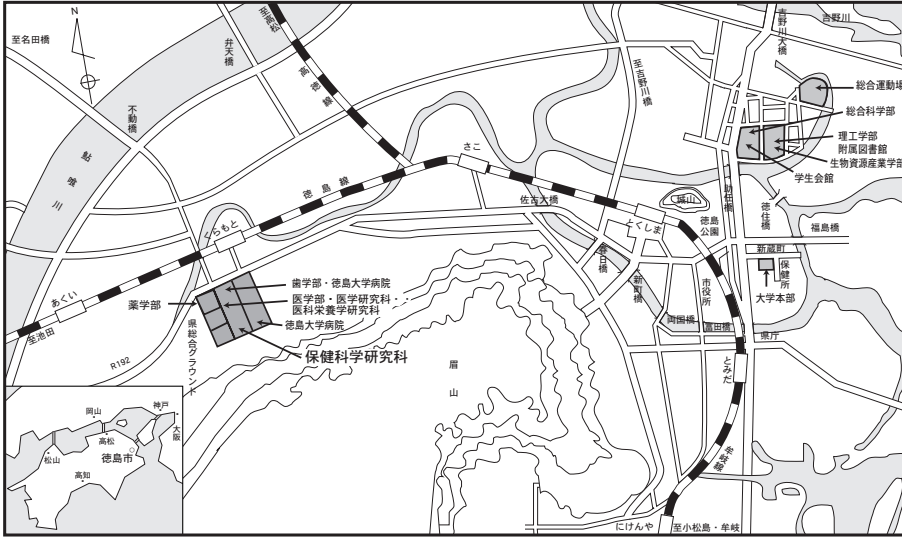 N
至名田橋
弁天橋
至高松
高徳線
不動橋
鮎喰川
至吉野川橋
吉野川大橋
吉野川
総合運動場
総合科学部
理工学部
附属図書館
生物資源産業学部
学生会館
さこ
徳島線
佐古大橋
城山
とくしま
徳島
公園
助任橋
徳住橋
福島橋
新蔵町
保健所
大学本部
くらもと
あくい
至池田
薬学部
歯学部・徳島大学病院
医学部・医学研究科・・
医科栄養学研究科
徳島大学病院
保健科学研究科
県総合グラウンド
R192
春日橋
新町橋
市役所
両国橋
富田橋
県庁
とみだ
眉山
牟岐線
にけんや
至小松島・牟岐
岡山
神戸
大阪
高松
松山
徳島市
高知